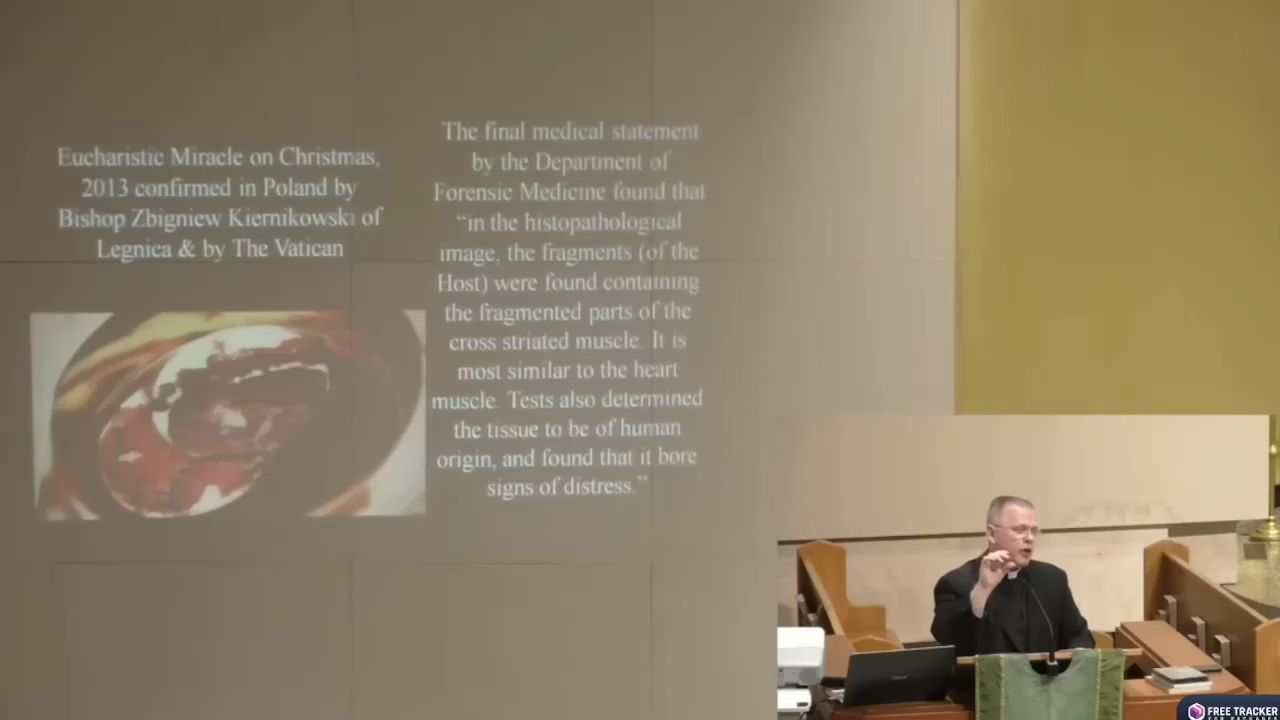 Eucharistic Miracle on Christmas,
2013 confirmed in Poland by
Bishop Zbigniew Kiernikowski of
Legnica & by The Vatican
The final medical statement
by the Department of
Forensic Medicine found that
“in the histopathological
image, the fragments (of the
Host) were found containing
the fragmented parts of the
cross striated muscle. It is
most similar to the heart
muscle. Tests also determined
the tissue to be of human
origin, and found that it bore
signs of distress.”
FREE TRACKER